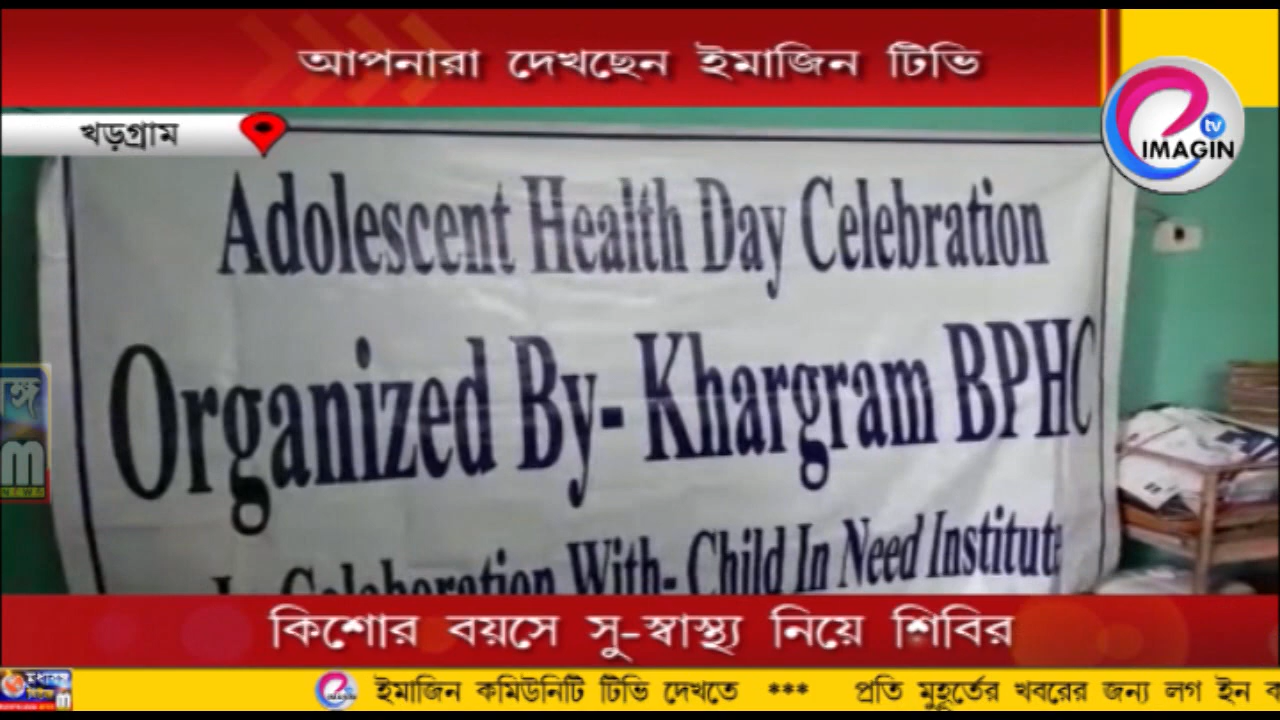 আপনারা দেখছেন ইমাজিন টিভি
খড়গ্রাম
tv
IMAGIN
Adolescent Health Day Celebration
Organized By- Khargram BPHC
With- Child In Need Institute
ঙ্গ
m
NEWS
কিশোর বয়সে সু-স্বাস্থ্য নিয়ে শিবির
ইমাজিন কমিউনিটি টিভি দেখতে *** প্রতি মুহূর্তের খবরের জন্য লগ ইন